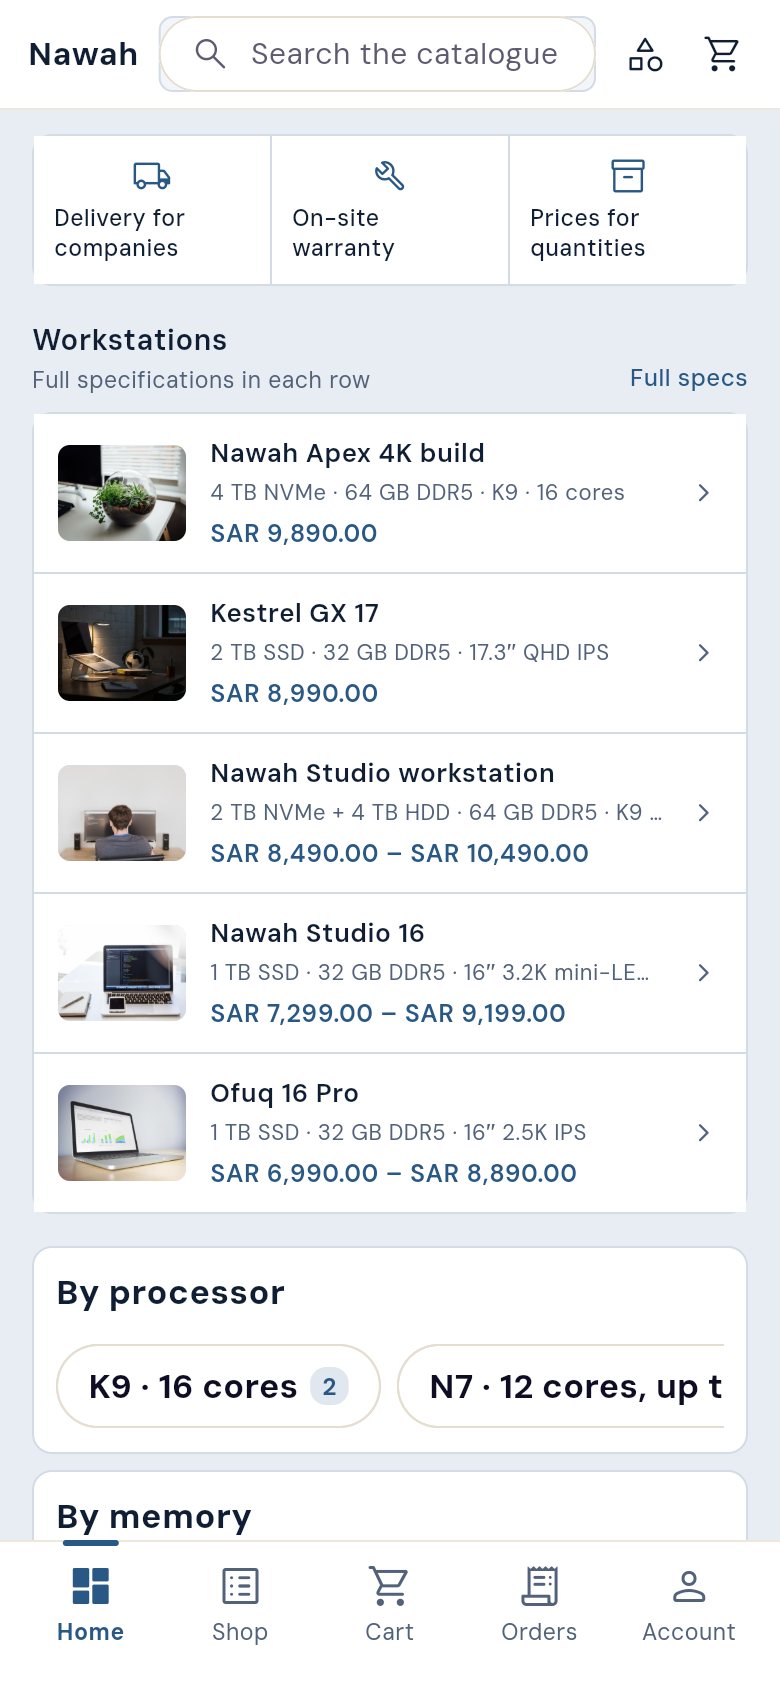 Nawah
Search the catalogue
Delivery for
companies
On-site
warranty
Prices for
quantities
Workstations
Full specifications in each row
Full specs
Nawah Apex 4K build
4 TB NVMe · 64 GB DDR5 · K9 · 16 cores
SAR 9,890.00
Kestrel GX 17
2 TB SSD · 32 GB DDR5 · 17.3″ QHD IPS
SAR 8,990.00
Nawah Studio workstation
2 TB NVMe + 4 TB HDD · 64 GB DDR5 · K9 ...
SAR 8,490.00 – SAR 10,490.00
Nawah Studio 16
1 TB SSD · 32 GB DDR5 · 16″ 3.2K mini-LE...
SAR 7,299.00 – SAR 9,199.00
Ofuq 16 Pro
1 TB SSD · 32 GB DDR5 · 16″ 2.5K IPS
SAR 6,990.00 – SAR 8,890.00
By processor
K9 · 16 cores 2
N7 · 12 cores, up t
By memory
Home
Shop
Cart
Orders
Account